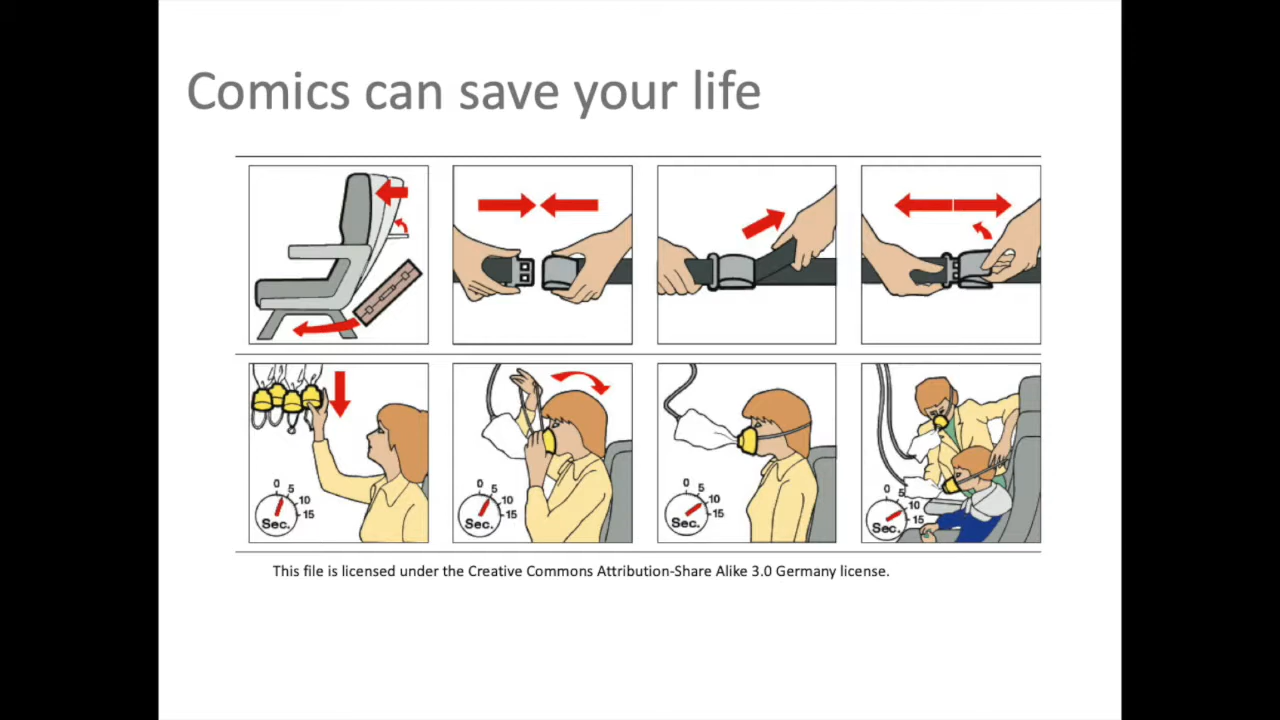 Comics can save your life
0 5 10 15 Sec.
0 5 10 15 Sec.
0 5 10 15 Sec.
0 5 10 15 Sec.
This file is licensed under the Creative Commons Attribution-Share Alike 3.0 Germany license.